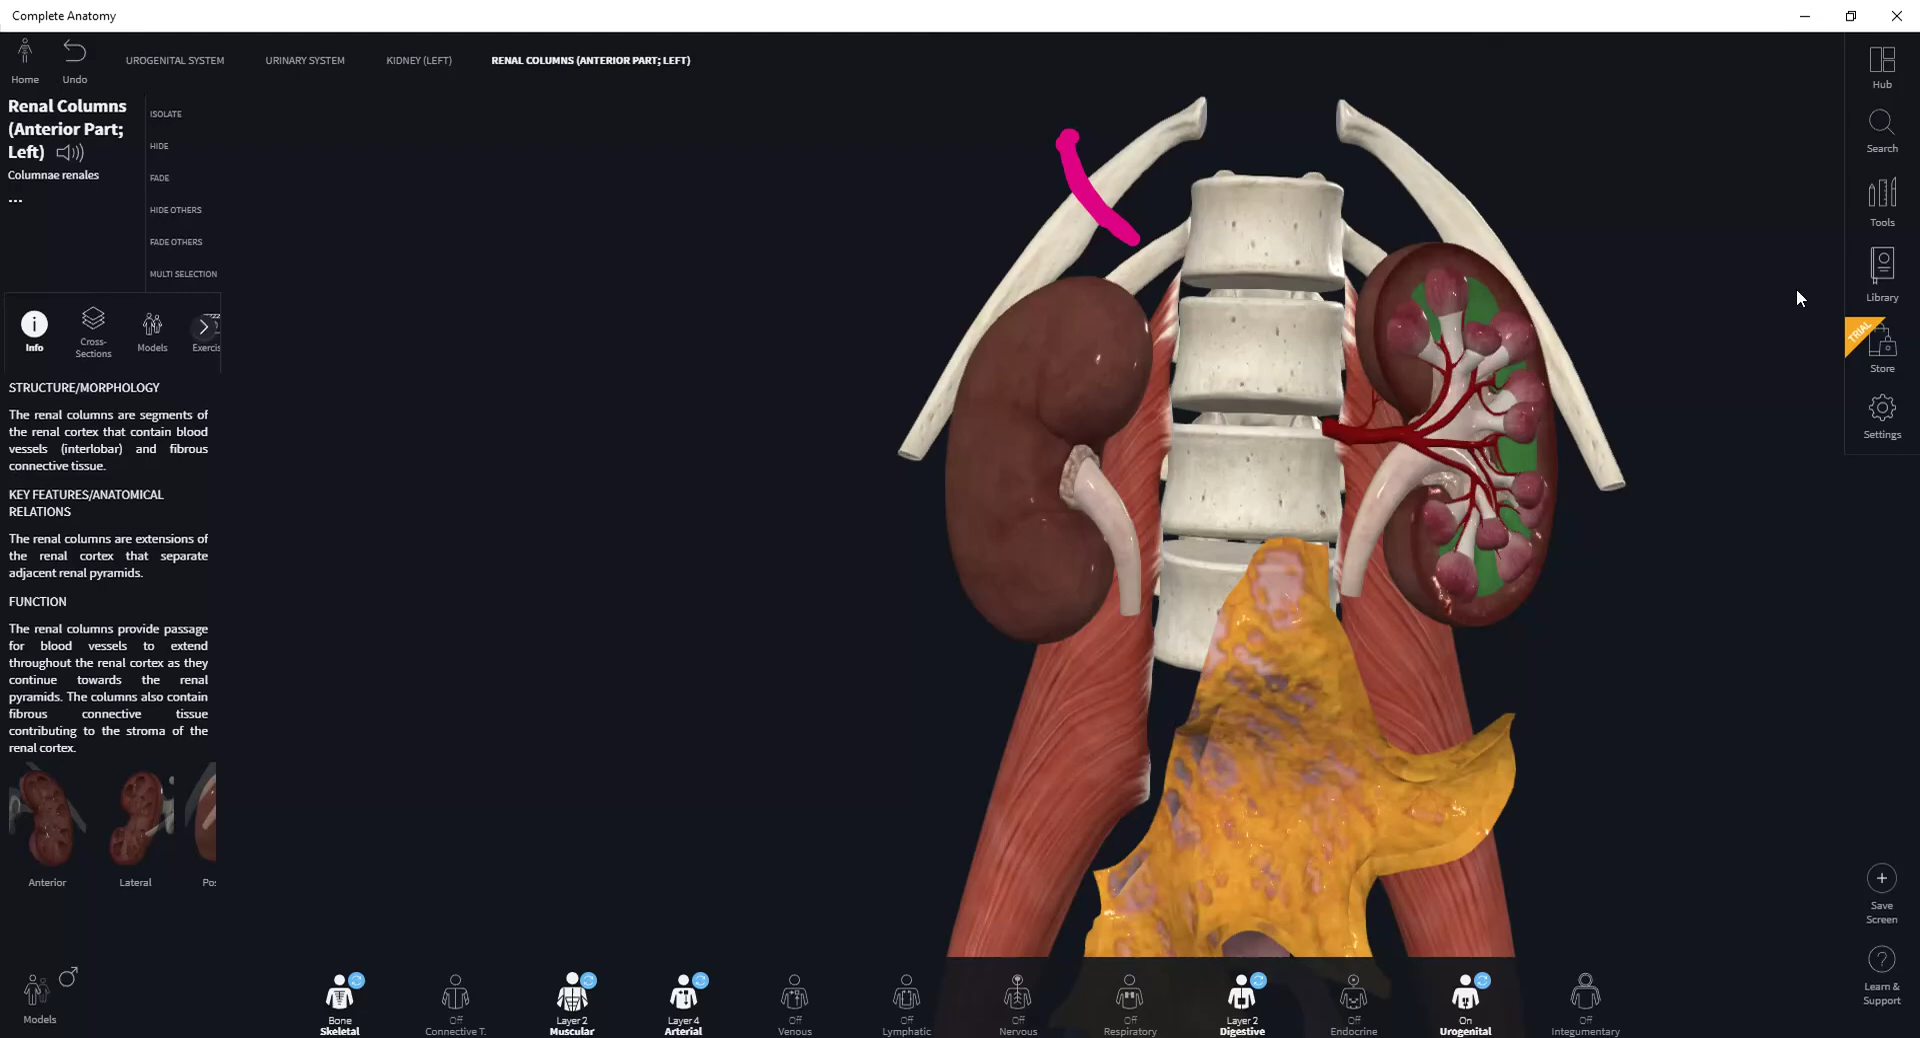 Complete Anatomy
Home
Undo
UROGENITAL SYSTEM
URINARY SYSTEM
KIDNEY (LEFT)
RENAL COLUMNS (ANTERIOR PART; LEFT)
Renal Columns
(Anterior Part;
Left)
Columnae renales
...
ISOLATE
HIDE
FADE
HIDE OTHERS
FADE OTHERS
MULTI SELECTION
Info
Cross-
Sections
Models
Exercis
STRUCTURE/MORPHOLOGY
The renal columns are segments of
the renal cortex that contain blood
vessels (interlobar) and fibrous
connective tissue.
KEY FEATURES/ANATOMICAL
RELATIONS
The renal columns are extensions of
the renal cortex that separate
adjacent renal pyramids.
FUNCTION
The renal columns provide passage
for blood vessels to extend
throughout the renal cortex as they
continue towards the renal
pyramids. The columns also contain
fibrous connective tissue
contributing to the stroma of the
renal cortex.
Anterior
Lateral
Pos
Models
Bone
Skeletal
Off
Connective T.
Layer 2
Muscular
Layer 4
Arterial
Off
Venous
Off
Lymphatic
Off
Nervous
Off
Respiratory
Layer 2
Digestive
Off
Endocrine
On
Urogenital
Off
Integumentary
Hub
Search
Tools
Library
TRIAL
Store
Settings
Save
Screen
Learn &
Support